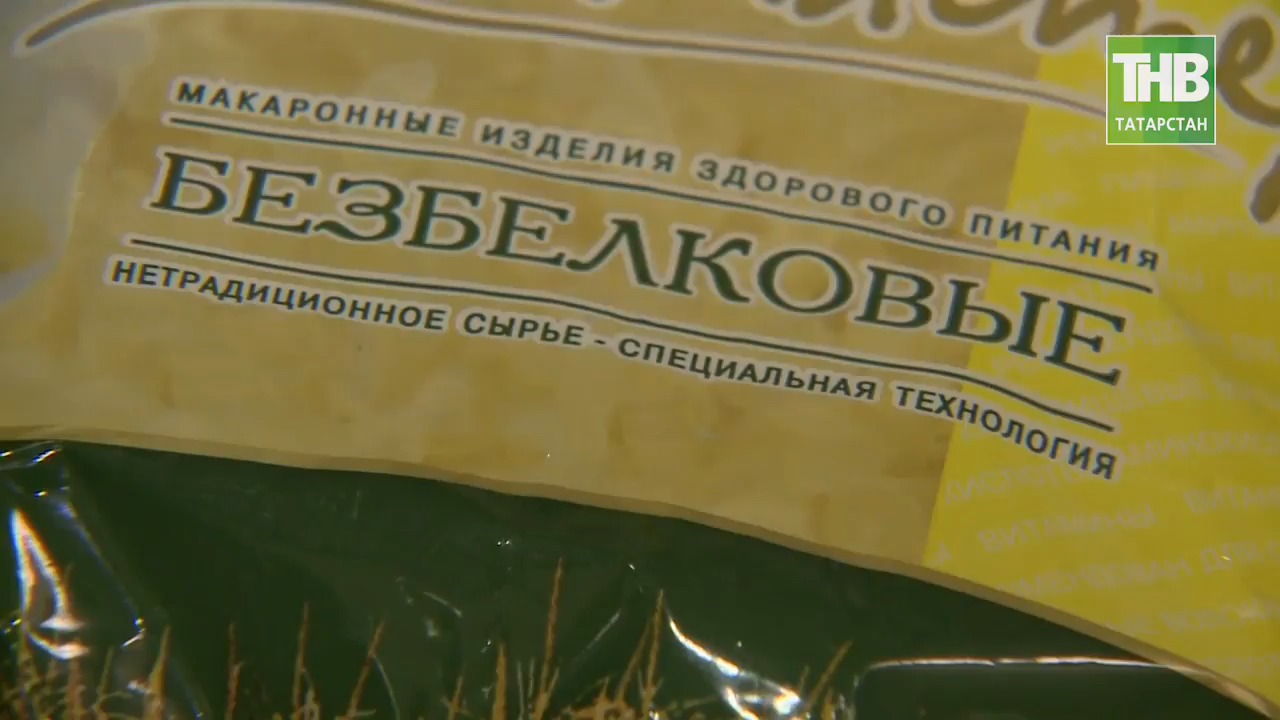 ТНВ
ТАТАРСТАН
МАКАРОННЫЕ ИЗДЕЛИЯ ЗДОРОВОГО ПИТАНИЯ
БЕЗБЕЛКОВЫЕ
НЕТРАДИЦИОННОЕ СЫРЬЕ - СПЕЦИАЛЬНАЯ ТЕХНОЛОГИЯ